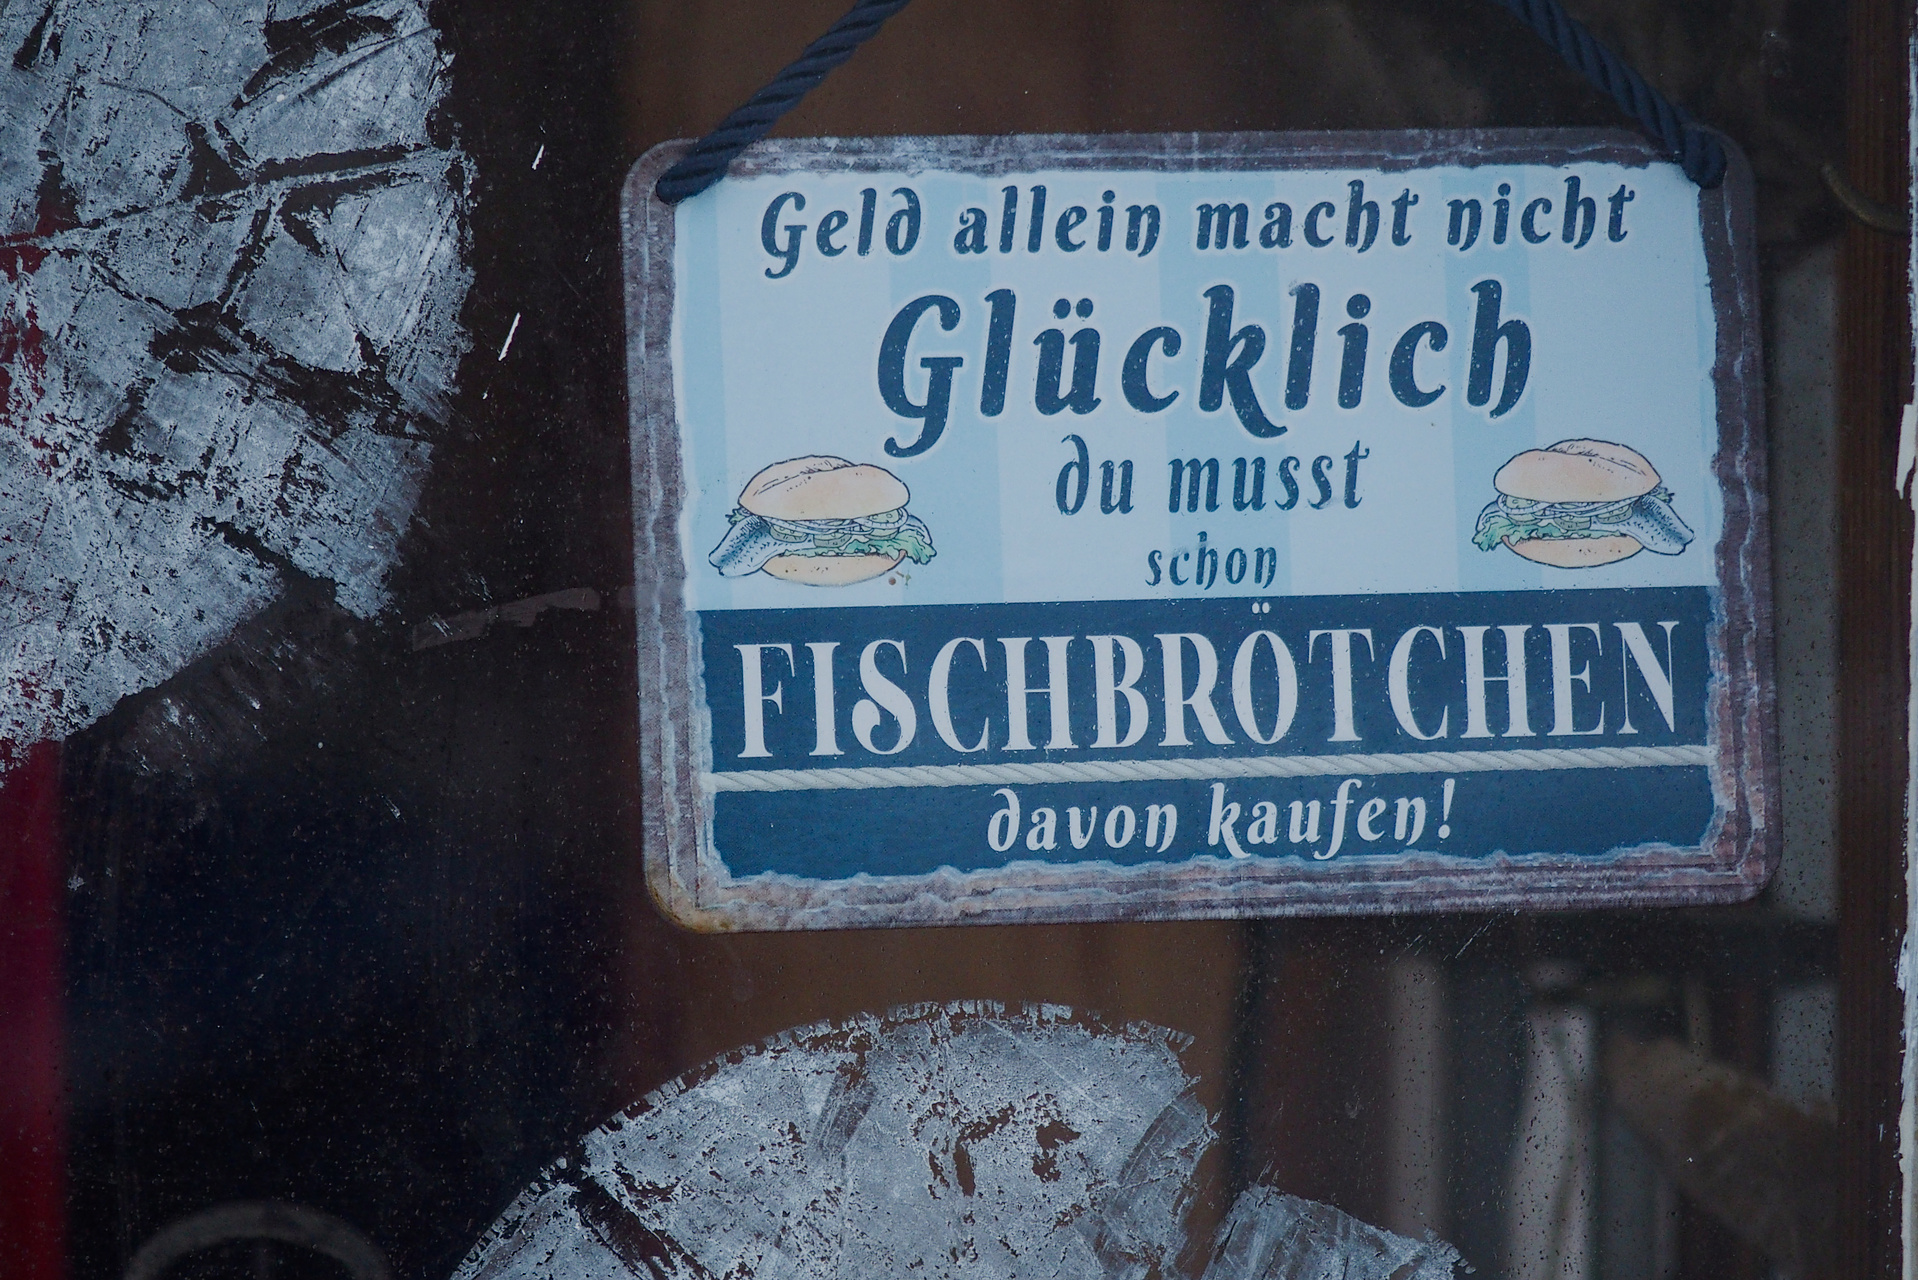 Geld allein macht nicht
Glücklich
du musst
schon
FISCHBRÖTCHEN
davon kaufen!